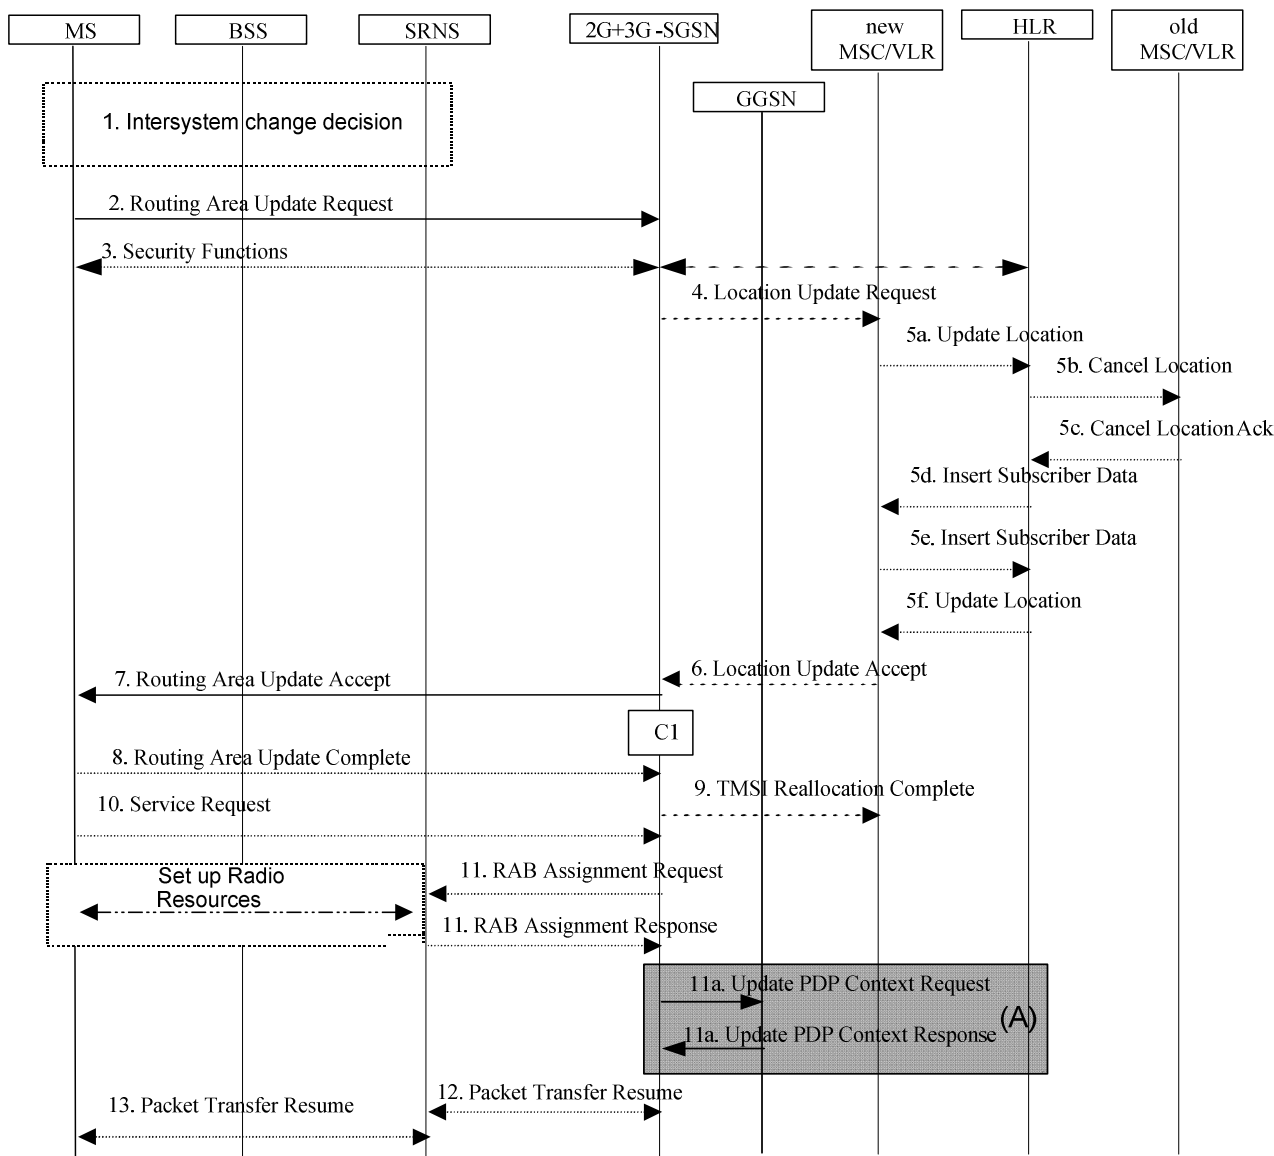 MS
BSS
SRNS
2G+3G-SGSN
new
MSC/VLR
HLR
old
MSC/VLR
GGSN
1. Intersystem change decision
2. Routing Area Update Request
3. Security Functions
4. Location Update Request
5a. Update Location
5b. Cancel Location
5c. Cancel Location Ack
5d. Insert Subscriber Data
5e. Insert Subscriber Data
5f. Update Location
6. Location Update Accept
7. Routing Area Update Accept
C1
8. Routing Area Update Complete
9. TMSI Reallocation Complete
10. Service Request
11. RAB Assignment Request
Set up Radio
Resources
11. RAB Assignment Response
11a. Update PDP Context Request
(A)
11a. Update PDP Context Response
12. Packet Transfer Resume
13. Packet Transfer Resume